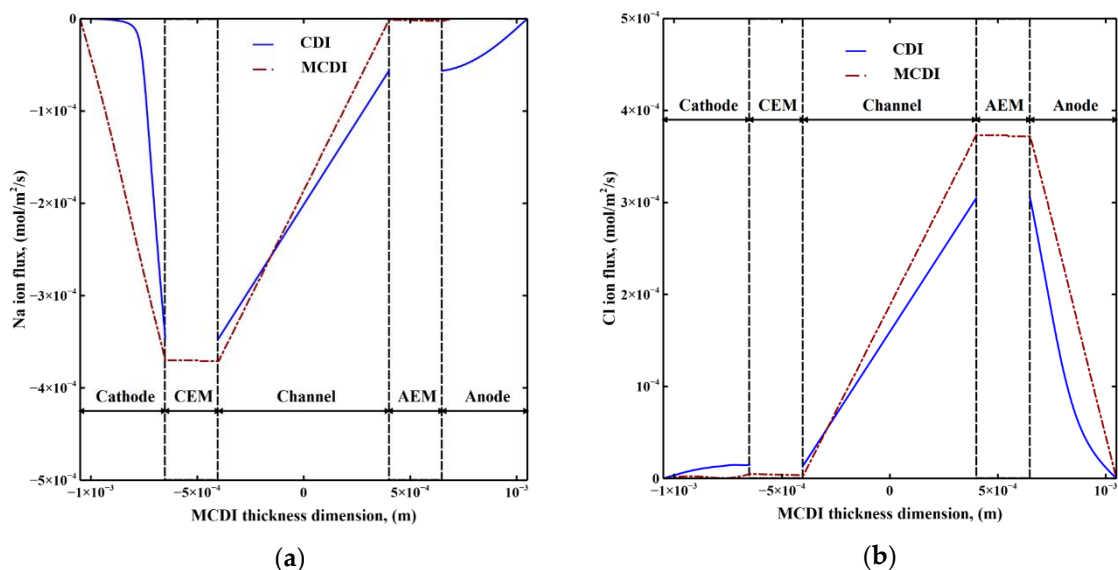 0
−1×10⁻⁴
−2×10⁻⁴
−3×10⁻⁴
−4×10⁻⁴
−5×10⁻⁴
Na ion flux, (mol/m²/s)
CDI
MCDI
Cathode CEM Channel AEM Anode
−1×10⁻³ −5×10⁻⁴ 0 5×10⁻⁴ 10⁻³
MCDI thickness dimension, (m)
(a)
5×10⁻⁴
4×10⁻⁴
3×10⁻⁴
2×10⁻⁴
1×10⁻⁴
0
Cl ion flux, (mol/m²/s)
CDI
MCDI
Cathode CEM Channel AEM Anode
−1×10⁻³ −5×10⁻⁴ 0 5×10⁻⁴ 10⁻³
MCDI thickness dimension, (m)
(b)